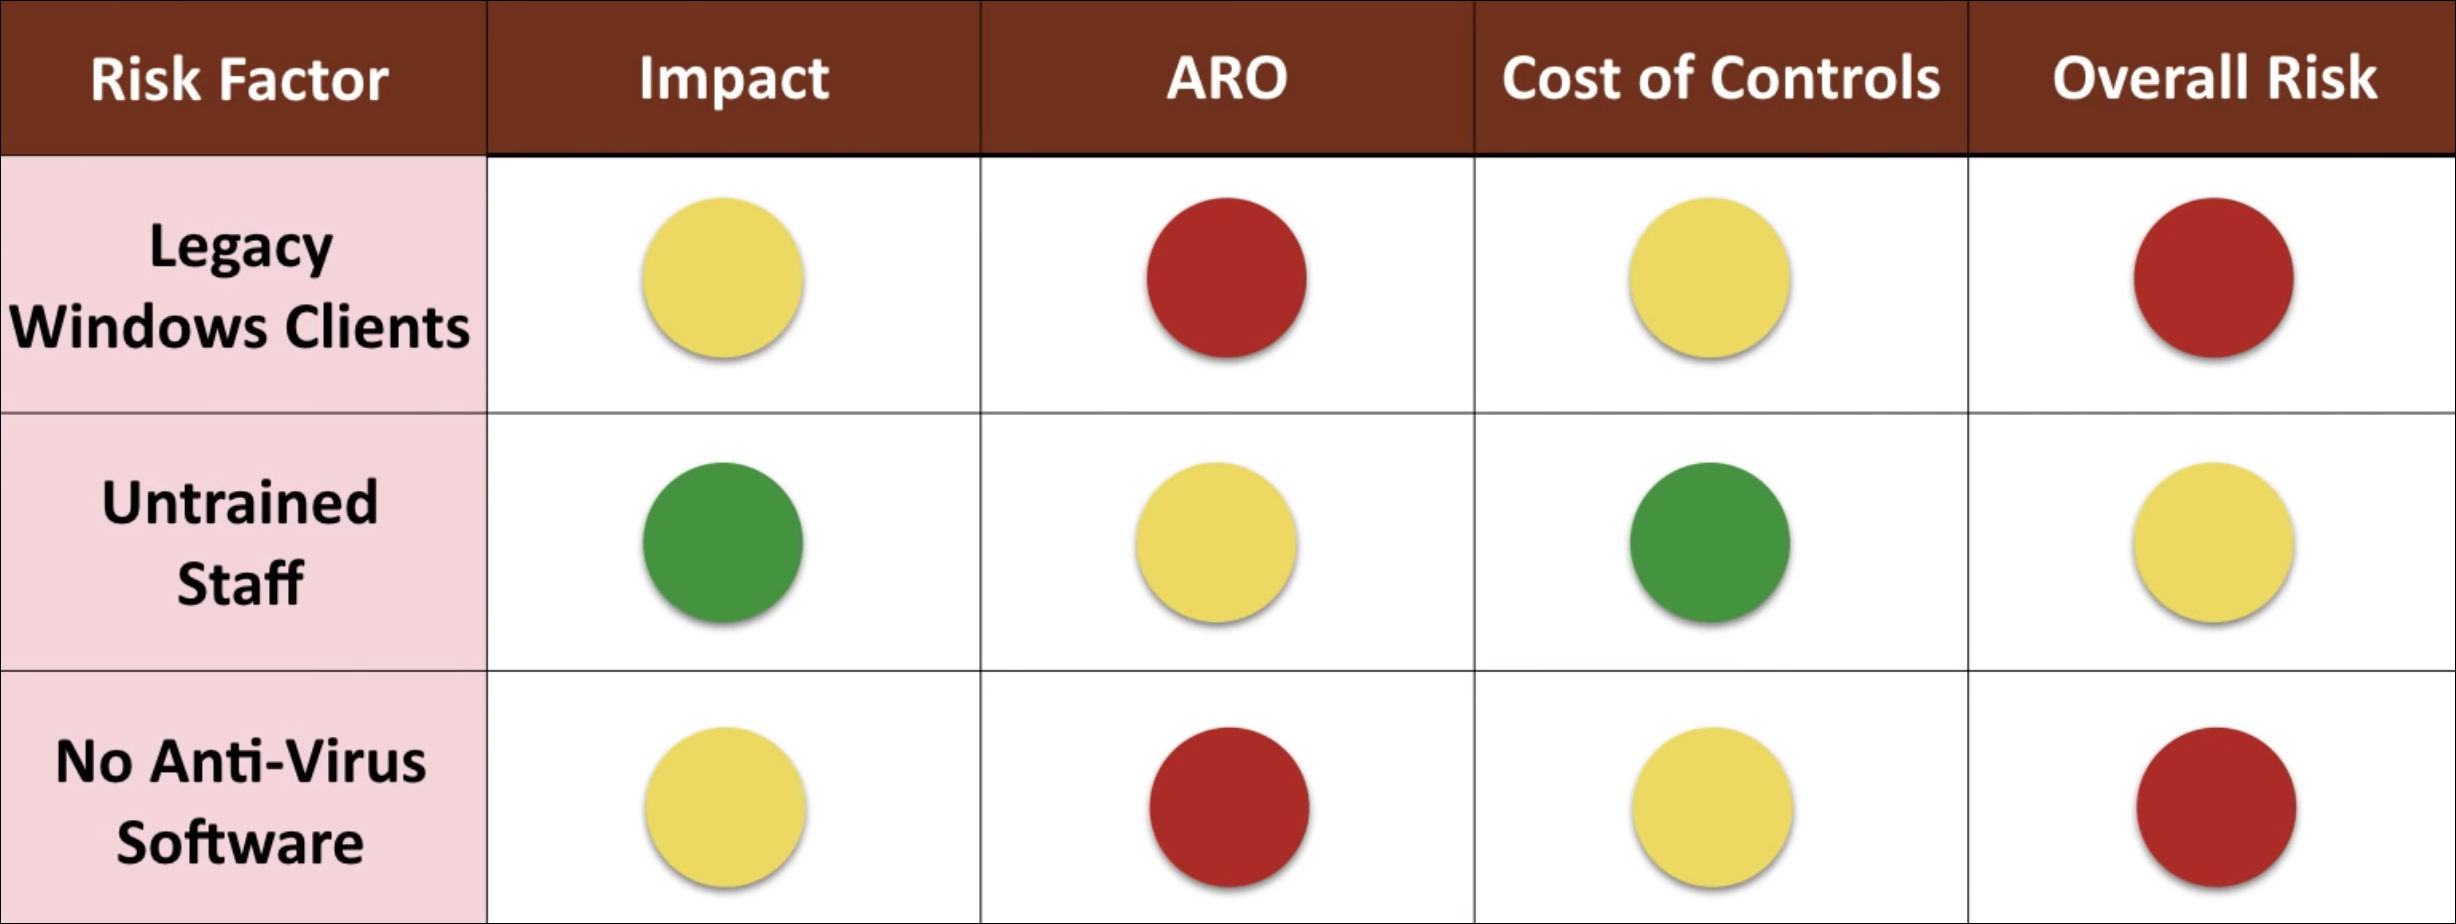 Risk Factor
Impact
ARO
Cost of Controls
Overall Risk
Legacy
Windows Clients
Untrained
Staff
No Anti-Virus
Software